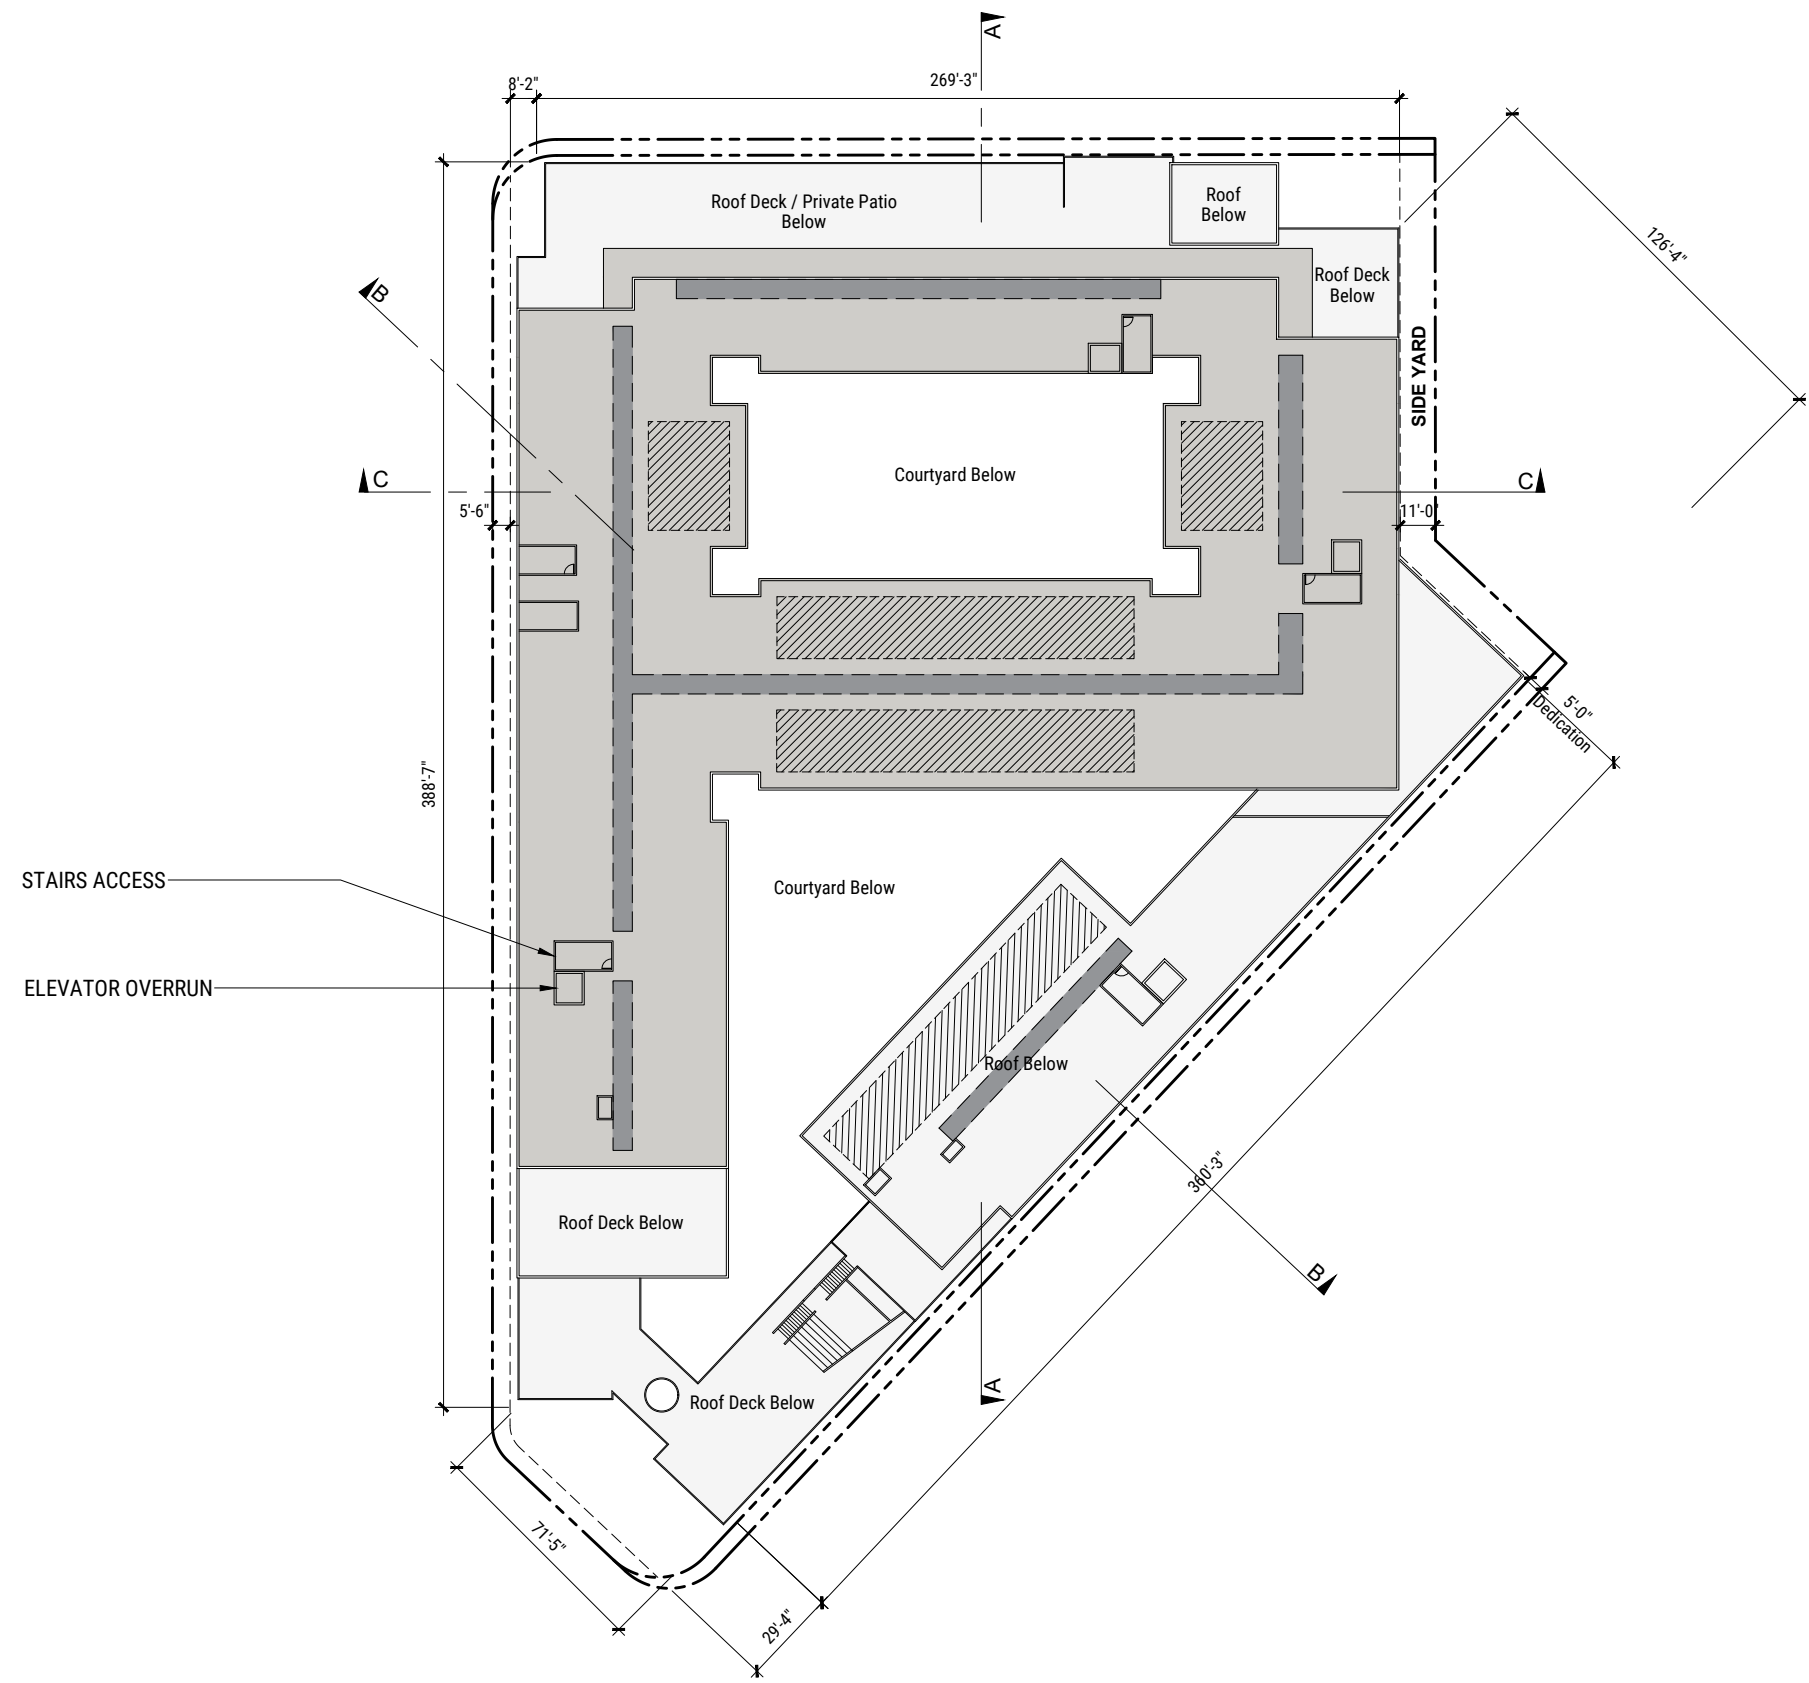 A
8'-2"
269'-3"
Roof Deck / Private Patio
Below
Roof
Below
126'-4"
Roof Deck
Below
B
SIDE YARD
C
Courtyard Below
C
5'-6"
11'-0
5'-0"
Dedication
388'-7"
STAIRS ACCESS
Courtyard Below
ELEVATOR OVERRUN
Roof Below
360'-3"
Roof Deck Below
B
A
Roof Deck Below
71'-5"
29'-4"